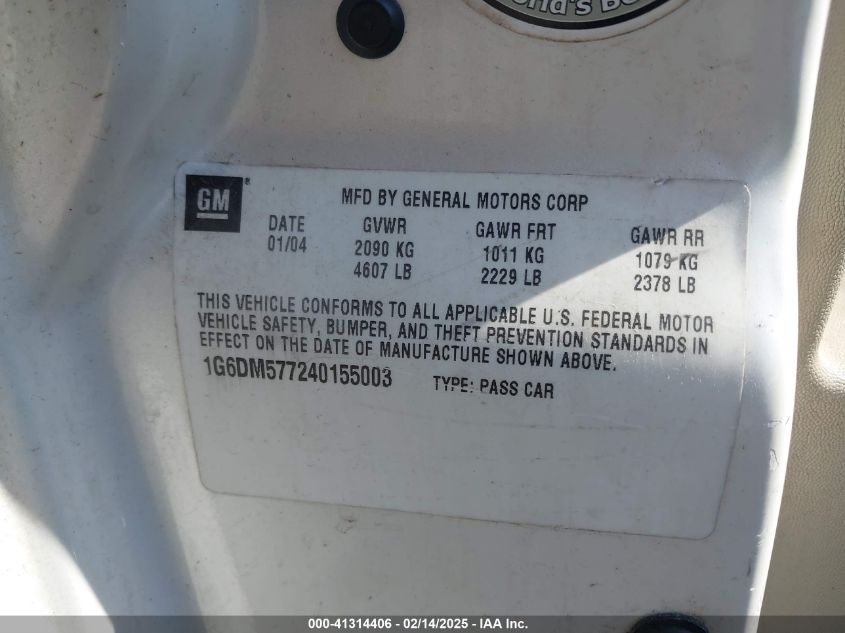 World's Be
GM
MFD BY GENERAL MOTORS CORP
DATE GVWR GAWR FRT GAWR RR
01/04 2090 KG 1011 KG 1079 KG
4607 LB 2229 LB 2378 LB
THIS VEHICLE CONFORMS TO ALL APPLICABLE U.S. FEDERAL MOTOR
VEHICLE SAFETY, BUMPER, AND THEFT PREVENTION STANDARDS IN
EFFECT ON THE DATE OF MANUFACTURE SHOWN ABOVE.
1G6DM577240155003 TYPE: PASS CAR
000-41314406 - 02/14/2025 - IAAI Inc.